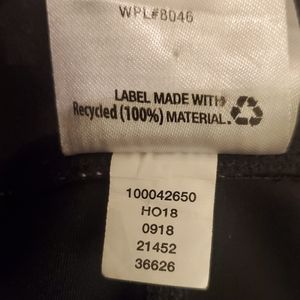 WPL#8046
LABEL MADE WITH
Recycled (100%) MATERIAL.
100042650
HO18
0918
21452
36626